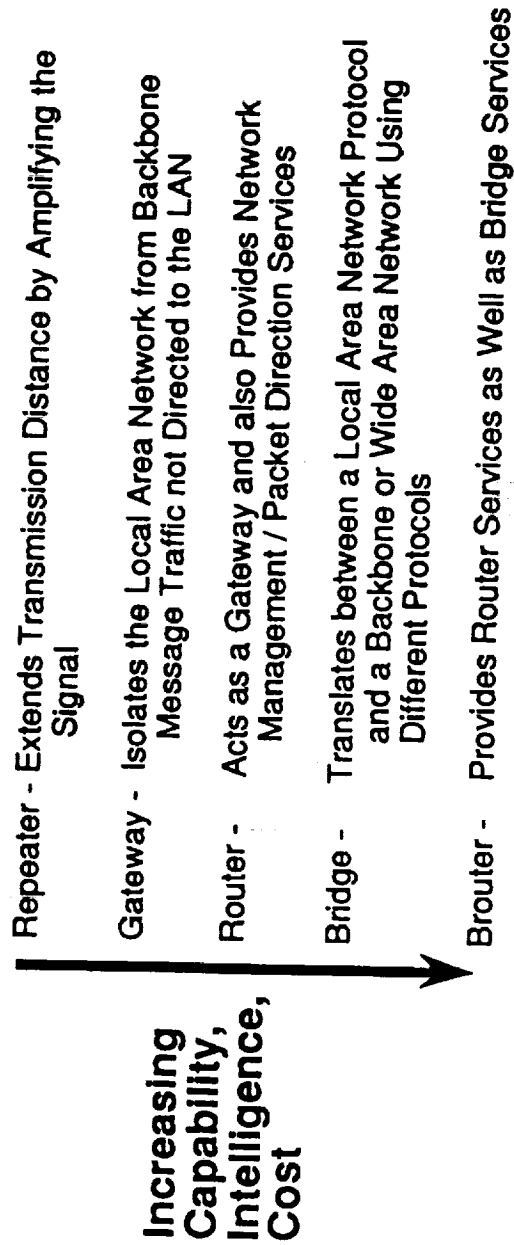 Increasing
Capability,
Intelligence,
Cost
Repeater - Extends Transmission Distance by Amplifying the
Signal
Gateway - Isolates the Local Area Network from Backbone
Message Traffic not Directed to the LAN
Router - Acts as a Gateway and also Provides Network
Management / Packet Direction Services
Bridge - Translates between a Local Area Network Protocol
and a Backbone or Wide Area Network Using
Different Protocols
Brouter - Provides Router Services as Well as Bridge Services